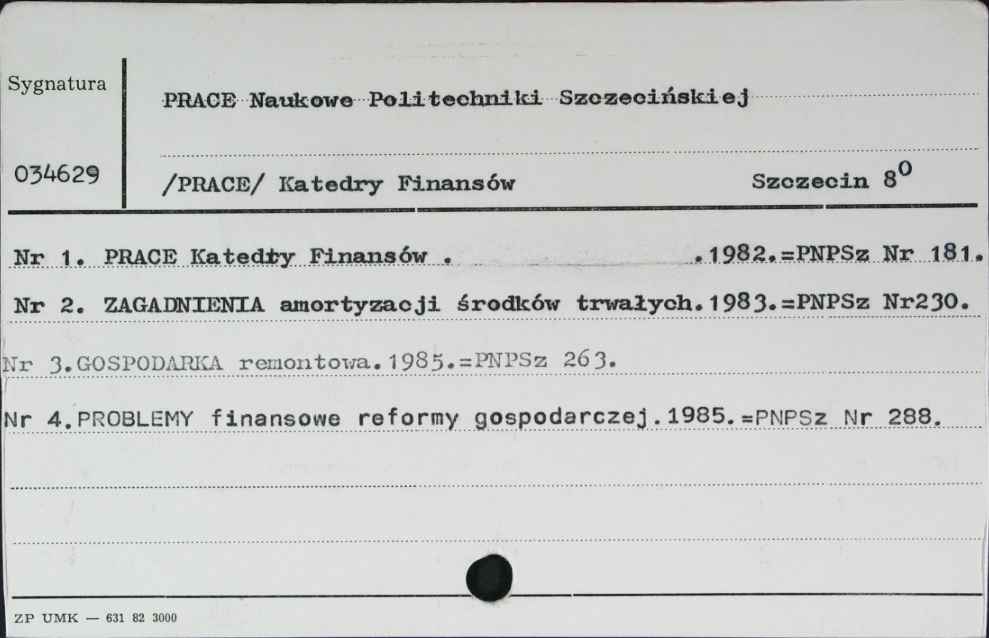 Sygnatura
PRACE Naukowe Politechniki Szczecińskiej
034629
/PRACE/ Katedry Finansów Szczecin 8⁰
Nr 1. PRACE Katedry Finansów . .1982.=PNPSz Nr 181.
Nr 2. ZAGADNIENIA amortyzacji środków trwałych.1983.=PNPSz Nr230.
Nr 3.GOSPODARKA remontowa.1985.=PNPSz 263.
Nr 4.PROBLEMY finansowe reformy gospodarczej.1985.=PNPSz Nr 288.
ZP UMK — 631 82 3000